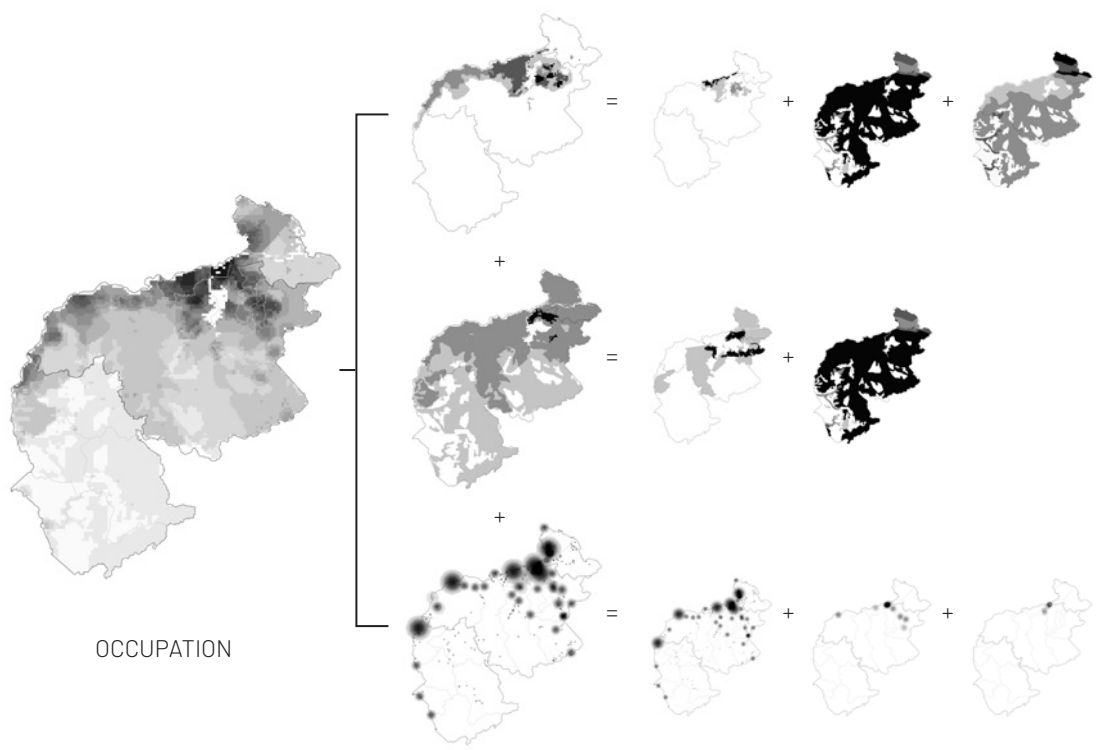 = + +
+
= +
+
= + +
OCCUPATION